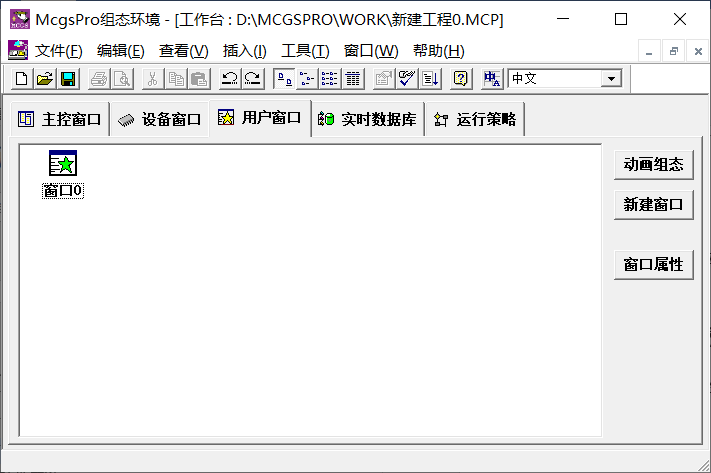 McgsPro组态环境 - [工作台 : D:\MCGSPRO\WORK\新建工程0.MCP]
文件(F) 编辑(E) 查看(V) 插入(I) 工具(T) 窗口(W) 帮助(H)
中文
主控窗口 设备窗口 用户窗口 实时数据库 运行策略
窗口0
动画组态
新建窗口
窗口属性